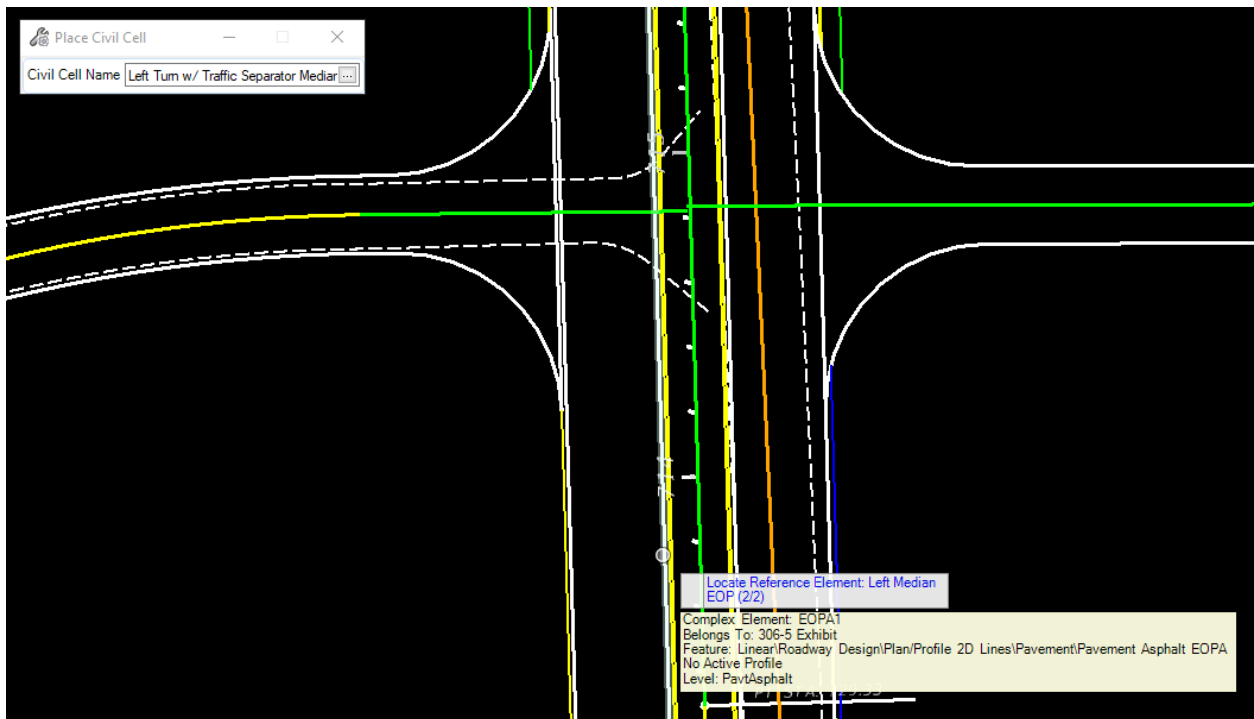 Place Civil Cell
Civil Cell Name Left Turn w/ Traffic Separator Median ...
Locate Reference Element: Left Median
EOP (2/2)
Complex Element: EOPA1
Belongs To: 306-5 Exhibit
Feature: Linear\Roadway Design\Plan/Profile 2D Lines\Pavement\Pavement Asphalt EOPA
No Active Profile
Level: PavtAsphalt